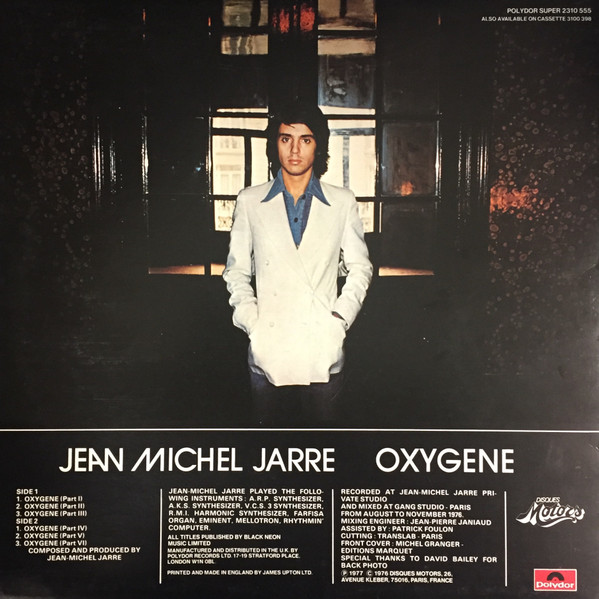 POLYDOR SUPER 2310 555
ALSO AVAILABLE ON CASSETTE 3100 398
JEAN MICHEL JARRE OXYGENE
SIDE 1
1. OXYGENE (Part I)
2. OXYGENE (Part II)
3. OXYGENE (Part III)
SIDE 2
1. OXYGENE (Part IV)
2. OXYGENE (Part V)
3. OXYGENE (Part VI)
COMPOSED AND PRODUCED BY
JEAN-MICHEL JARRE
JEAN-MICHEL JARRE PLAYED THE FOLLO-
WING INSTRUMENTS : A.R.P. SYNTHESIZER,
A.K.S. SYNTHESIZER. V.C.S 3 SYNTHESIZER,
R.M.I. HARMONIC SYNTHESIZER, FARFISA
ORGAN, EMINENT, MELLOTRON, RHYTHMIN'
COMPUTER.
ALL TITLES PUBLISHED BY BLACK NEON
MUSIC LIMITED
MANUFACTURED AND DISTRIBUTED IN THE U.K. BY
POLYDOR RECORDS LTD. 17-19 STRATFORD PLACE.
LONDON W1N 0BL.
PRINTED AND MADE IN ENGLAND BY JAMES UPTON LTD.
RECORDED AT JEAN-MICHEL JARRE PRI-
VATE STUDIO
AND MIXED AT GANG STUDIO - PARIS
FROM AUGUST TO NOVEMBER 1976.
MIXING ENGINEER : JEAN-PIERRE JANIAUD
ASSISTED BY : PATRICK FOULON
CUTTING : TRANSLAB - PARIS
FRONT COVER : MICHEL GRANGER -
EDITIONS MARQUET
SPECIAL THANKS TO DAVID BAILEY FOR
BACK PHOTO
℗ 1977 © 1976 DISQUES MOTORS, 26,
AVENUE KLEBER, 75016, PARIS, FRANCE
DISQUES
Motors
Polydor